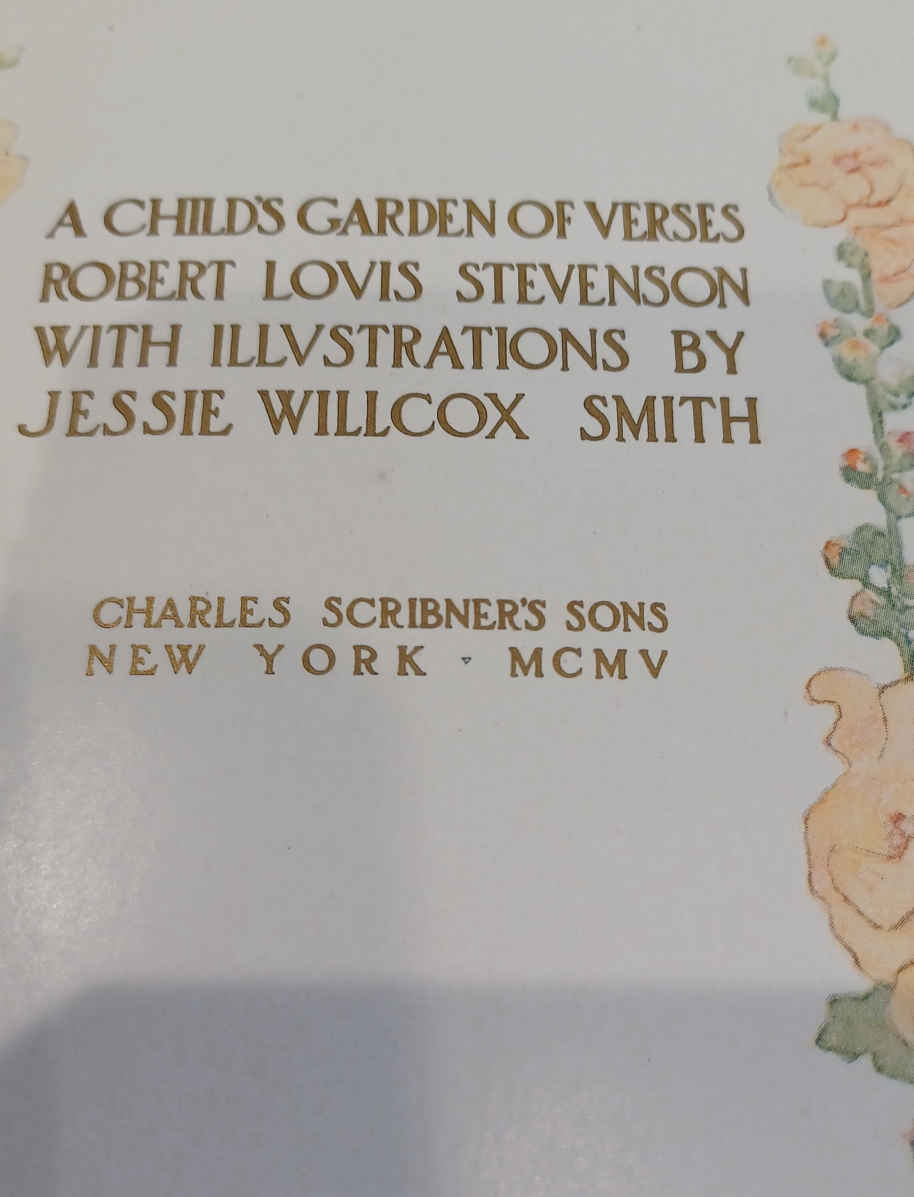 A CHILD'S GARDEN OF VERSES
ROBERT LOVIS STEVENSON
WITH ILLVSTRATIONS BY
JESSIE WILLCOX SMITH
CHARLES SCRIBNER'S SONS
NEW YORK · MCMV